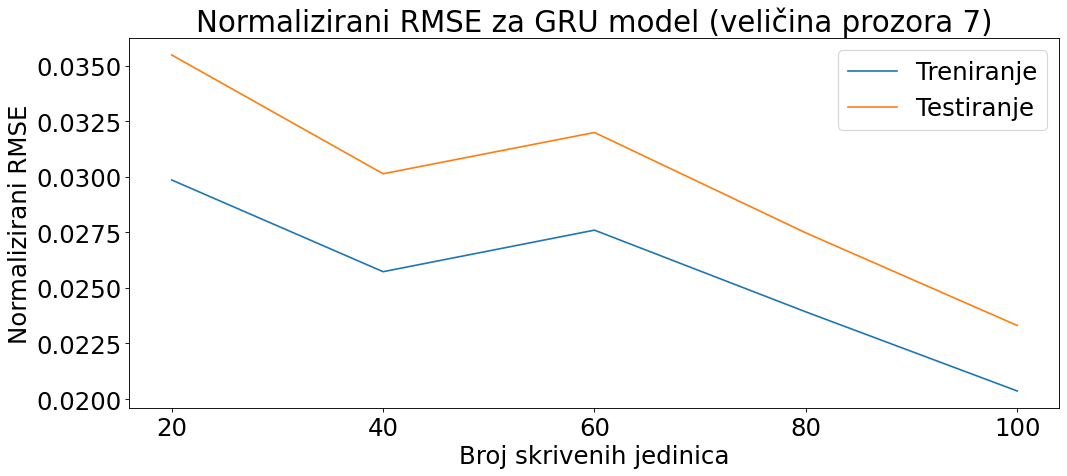 Normalizirani RMSE za GRU model (veličina prozora 7)
Treniranje
Testiranje
Normalizirani RMSE
0.0350
0.0325
0.0300
0.0275
0.0250
0.0225
0.0200
20 40 60 80 100
Broj skrivenih jedinica